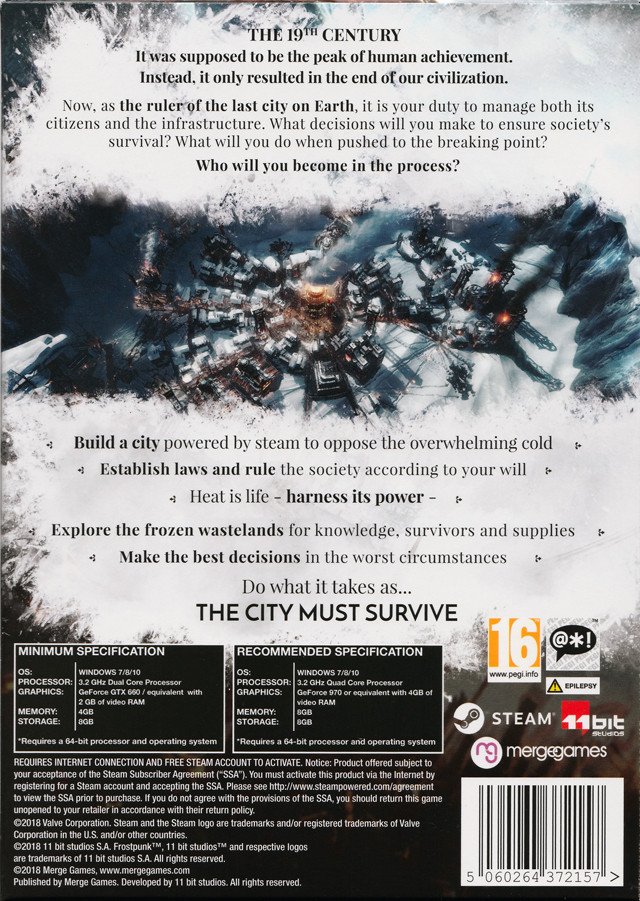 THE 19TH CENTURY
It was supposed to be the peak of human achievement.
Instead, it only resulted in the end of our civilization.
Now, as the ruler of the last city on Earth, it is your duty to manage both its
citizens and the infrastructure. What decisions will you make to ensure society's
survival? What will you do when pushed to the breaking point?
Who will you become in the process?
Build a city powered by steam to oppose the overwhelming cold
Establish laws and rule the society according to your will
Heat is life - harness its power -
Explore the frozen wastelands for knowledge, survivors and supplies
Make the best decisions in the worst circumstances
Do what it takes as...
THE CITY MUST SURVIVE
MINIMUM SPECIFICATION
OS: WINDOWS 7/8/10
PROCESSOR: 3.2 GHz Dual Core Processor
GRAPHICS: GeForce GTX 660 / equivalent with
2 GB of video RAM
MEMORY: 4GB
STORAGE: 8GB
*Requires a 64-bit processor and operating system
RECOMMENDED SPECIFICATION
OS: WINDOWS 7/8/10
PROCESSOR: 3.2 GHz Quad Core Processor
GRAPHICS: GeForce 970 or equivalent with 4GB of
video RAM
MEMORY: 8GB
STORAGE: 8GB
*Requires a 64-bit processor and operating system
16
www.pegi.info
@*!
EPILEPSY
STEAM™
11bit
studios
mergegames
REQUIRES INTERNET CONNECTION AND FREE STEAM ACCOUNT TO ACTIVATE. Notice: Product offered subject to
your acceptance of the Steam Subscriber Agreement ("SSA"). You must activate this product via the Internet by
registering for a Steam account and accepting the SSA. Please see http://www.steampowered.com/agreement
to view the SSA prior to purchase. If you do not agree with the provisions of the SSA, you should return this game
unopened to your retailer in accordance with their return policy.
©2018 Valve Corporation. Steam and the Steam logo are trademarks and/or registered trademarks of Valve
Corporation in the U.S. and/or other countries.
©2018 11 bit studios S.A. Frostpunk™, 11 bit studios™ and respective logos
are trademarks of 11 bit studios S.A. All rights reserved.
©2018 Merge Games, www.mergegames.com
Published by Merge Games. Developed by 11 bit studios. All rights reserved.
5 060264 372157 >